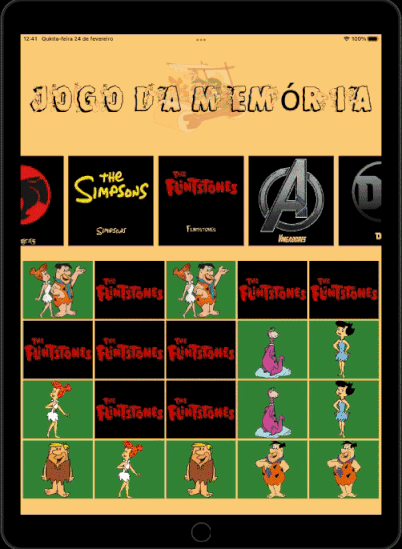 12:41 Qukinta-feira 24 de fevereiro
100%
JOGO DA MEMÓRIA
THE SIMPSONS
THE FLINTSTONES
A
D
Simpsons
Flintstones
Vingadores
D
THE FLINTSTONES
THE FLINTSTONES
THE FLINTSTONES
THE FLINTSTONES
THE FLINTSTONES
THE FLINTSTONES
THE FLINTSTONES
THE FLINTSTONES